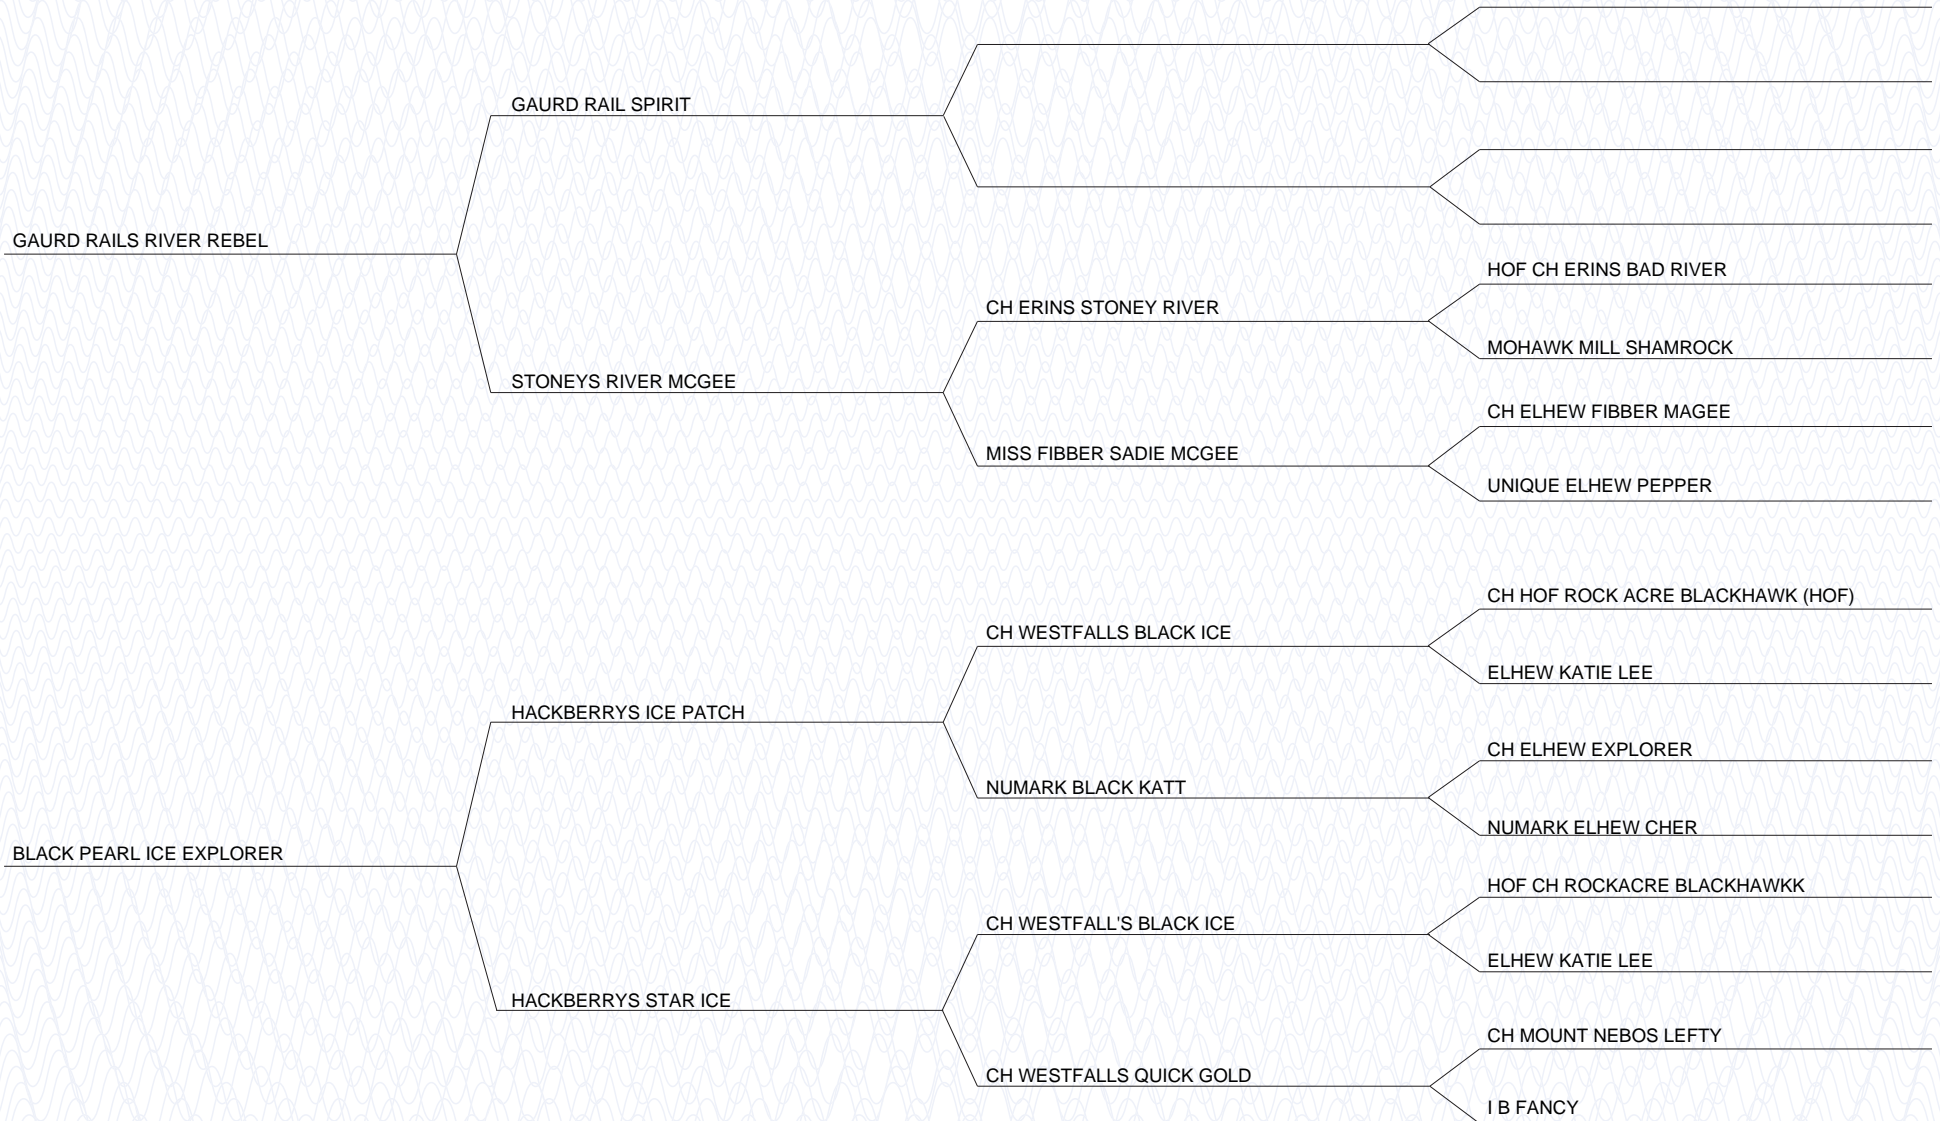 GAURD RAIL SPIRIT
GAURD RAILS RIVER REBEL
HOF CH ERINS BAD RIVER
CH ERINS STONEY RIVER
MOHAWK MILL SHAMROCK
STONEYS RIVER MCGEE
CH ELHEW FIBBER MAGEE
MISS FIBBER SADIE MCGEE
UNIQUE ELHEW PEPPER
CH HOF ROCK ACRE BLACKHAWK (HOF)
CH WESTFALLS BLACK ICE
ELHEW KATIE LEE
HACKBERRYS ICE PATCH
CH ELHEW EXPLORER
NUMARK BLACK KATT
NUMARK ELHEW CHER
BLACK PEARL ICE EXPLORER
HOF CH ROCKACRE BLACKHAWKK
CH WESTFALL'S BLACK ICE
ELHEW KATIE LEE
HACKBERRYS STAR ICE
CH MOUNT NEBOS LEFTY
CH WESTFALLS QUICK GOLD
I B FANCY